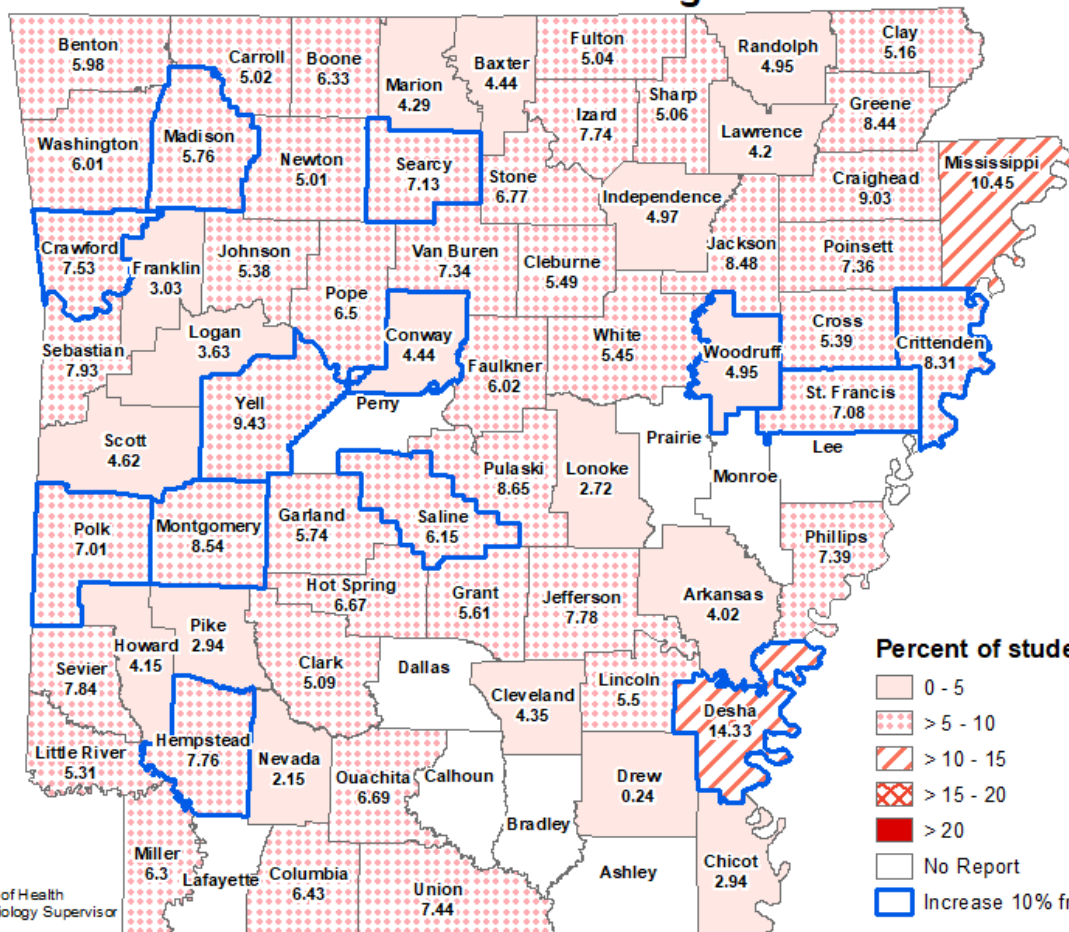 Benton
5.98
Carroll
5.02
Boone
6.33
Marion
4.29
Baxter
4.44
Fulton
5.04
Randolph
4.95
Clay
5.16
Washington
6.01
Madison
5.76
Newton
5.01
Searcy
7.13
Stone
6.77
Izard
7.74
Sharp
5.06
Lawrence
4.2
Greene
8.44
Independence
4.97
Craighead
9.03
Mississippi
10.45
Crawford
7.53
Franklin
3.03
Johnson
5.38
Pope
6.5
Van Buren
7.34
Cleburne
5.49
Jackson
8.48
Poinsett
7.36
Sebastian
7.93
Logan
3.63
Conway
4.44
Faulkner
6.02
White
5.45
Woodruff
4.95
Cross
5.39
Crittenden
8.31
Scott
4.62
Yell
9.43
Perry
Pulaski
8.65
Lonoke
2.72
Prairie
Monroe
St. Francis
7.08
Lee
Polk
7.01
Montgomery
8.54
Garland
5.74
Saline
6.15
Phillips
7.39
Hot Spring
6.67
Grant
5.61
Jefferson
7.78
Arkansas
4.02
Howard
4.15
Pike
2.94
Sevier
7.84
Clark
5.09
Dallas
Cleveland
4.35
Lincoln
5.5
Desha
14.33
Little River
5.31
Hempstead
7.76
Nevada
2.15
Ouachita
6.69
Calhoun
Bradley
Drew
0.24
Miller
6.3
Lafayette
Columbia
6.43
Union
7.44
Ashley
Chicot
2.94
Percent of stude
0 - 5
> 5 - 10
> 10 - 15
> 15 - 20
> 20
No Report
Increase 10% fr
of Health
iology Supervisor